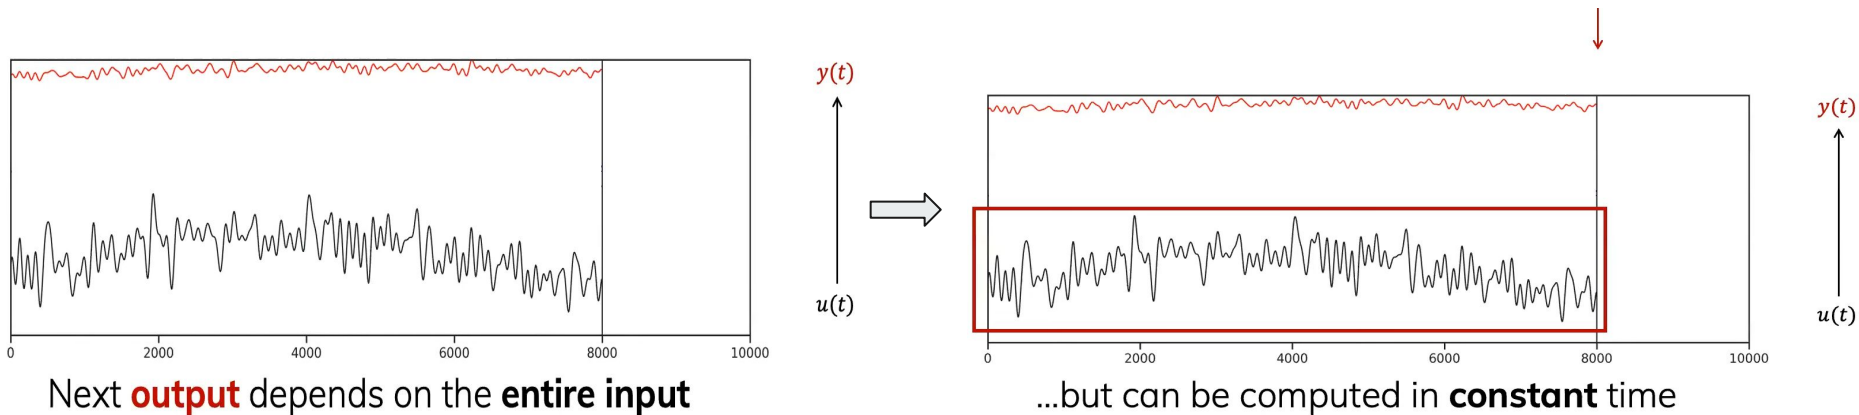 y(t)
u(t)
0 2000 4000 6000 8000 10000
Next output depends on the entire input
y(t)
u(t)
0 2000 4000 6000 8000 10000
...but can be computed in constant time